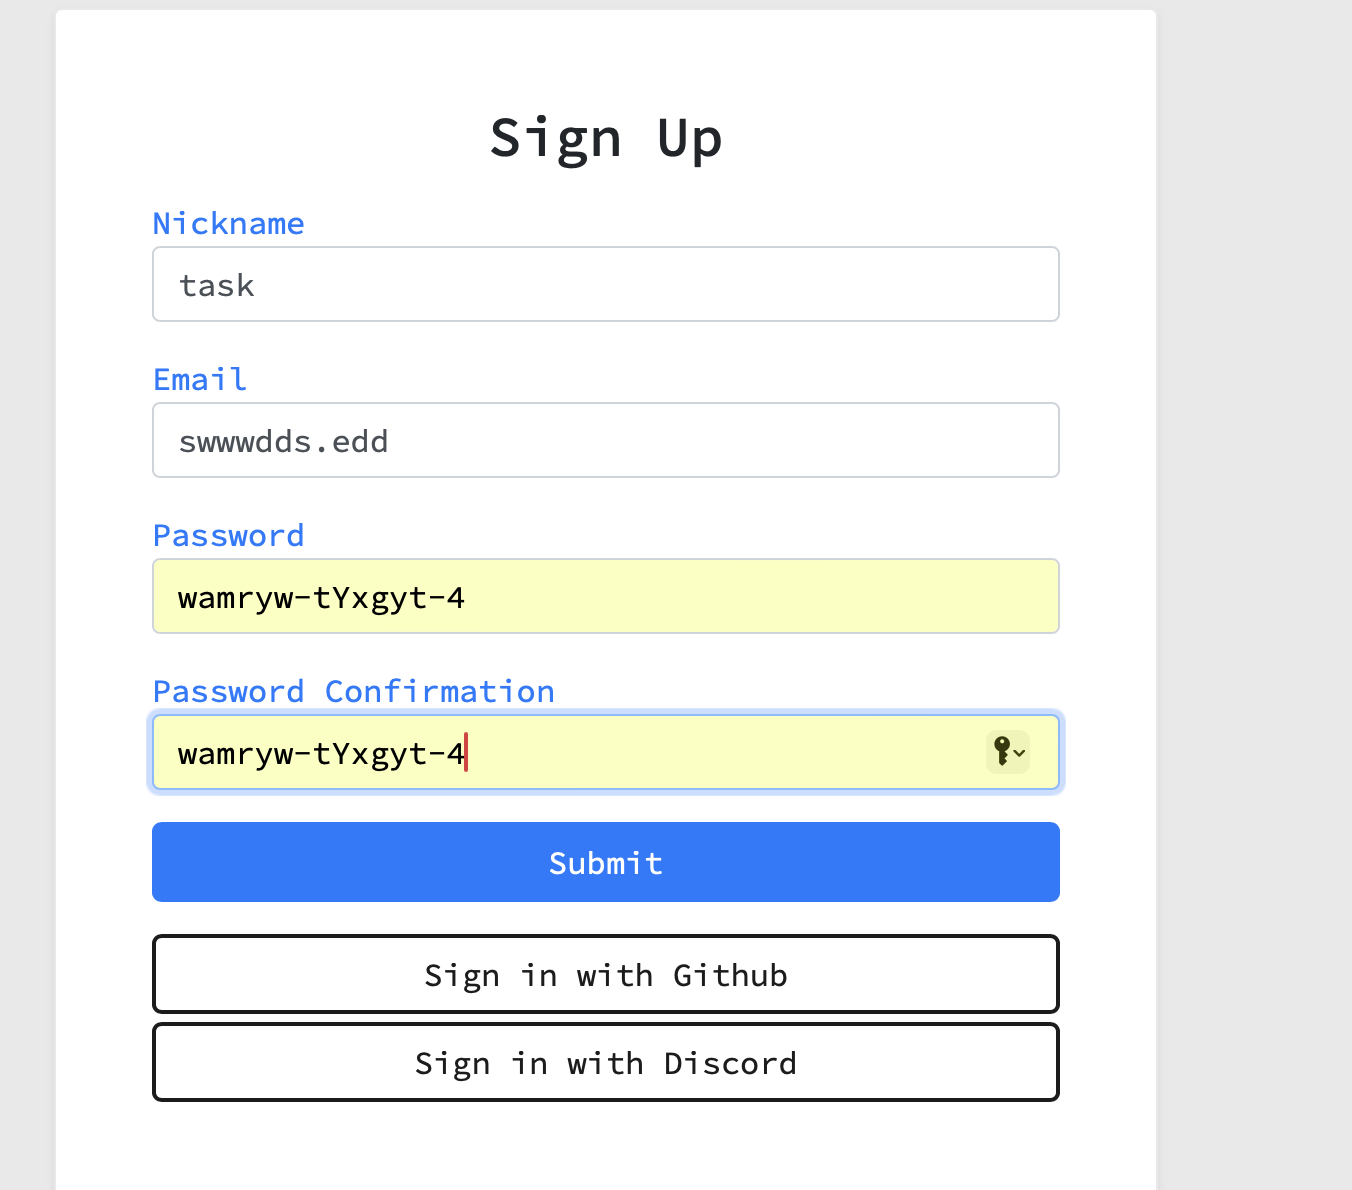 Sign Up
Nickname
task
Email
swwwdds.edd
Password
wamryw-tYxgyt-4
Password Confirmation
wamryw-tYxgyt-4
Submit
Sign in with Github
Sign in with Discord